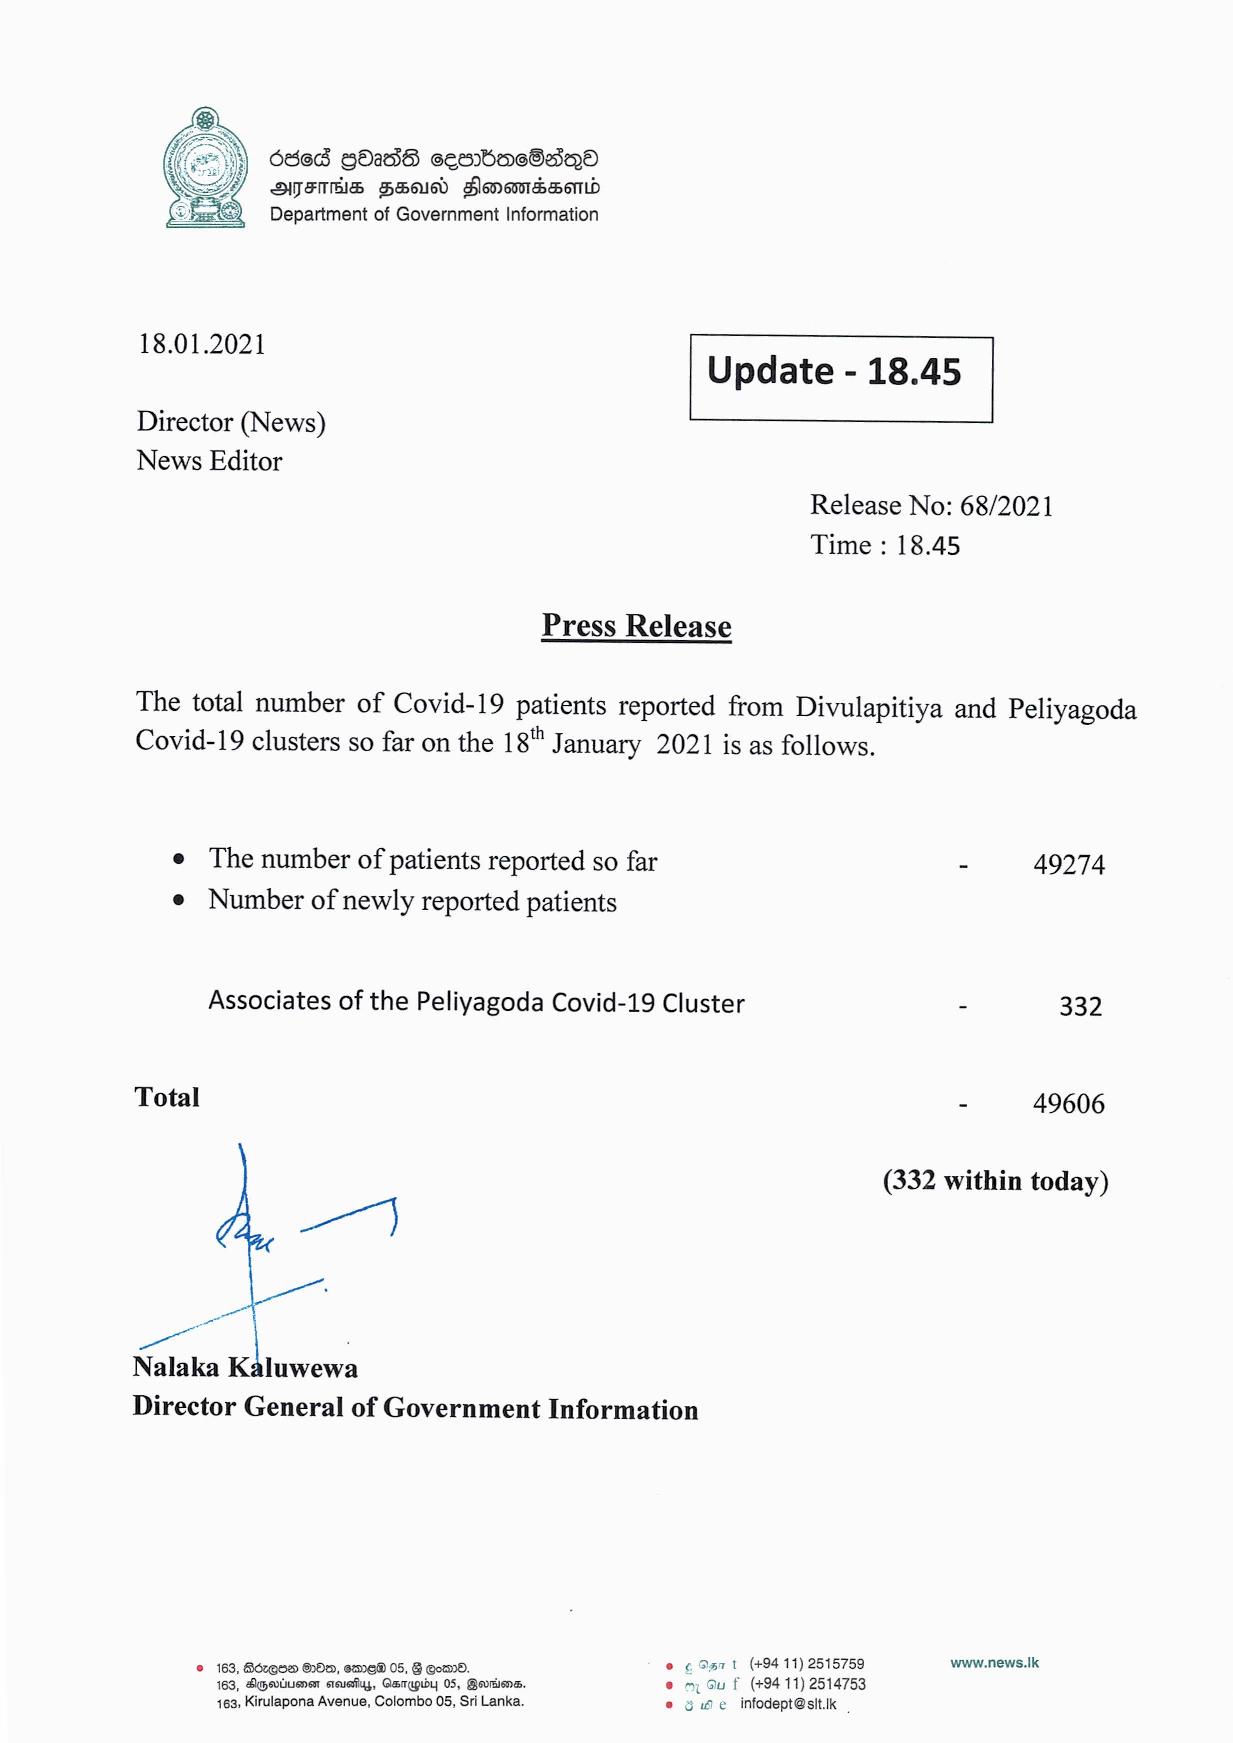 රජයේ ප්‍රවෘත්ති දෙපාර්තමේන්තුව
அரசாங்க தகவல் திணைக்களம்
Department of Government Information
18.01.2021
Update - 18.45
Director (News)
News Editor
Release No: 68/2021
Time : 18.45
Press Release
The total number of Covid-19 patients reported from Divulapitiya and Peliyagoda
Covid-19 clusters so far on the 18th January 2021 is as follows.
• The number of patients reported so far - 49274
• Number of newly reported patients
Associates of the Peliyagoda Covid-19 Cluster - 332
Total - 49606
(332 within today)
Nalaka Kaluwewa
Director General of Government Information
• 163, කිරුලපන මාවත, කොළඹ 05, ශ්‍රී ලංකාව.
163, கிருலப்பனை எவனியூ, கொழும்பு 05, இலங்கை.
163, Kirulapona Avenue, Colombo 05, Sri Lanka.
• දු தொ t (+94 11) 2515759
• ෆැ பெ f (+94 11) 2514753
• ඊ மி e infodept@slt.lk
www.news.lk